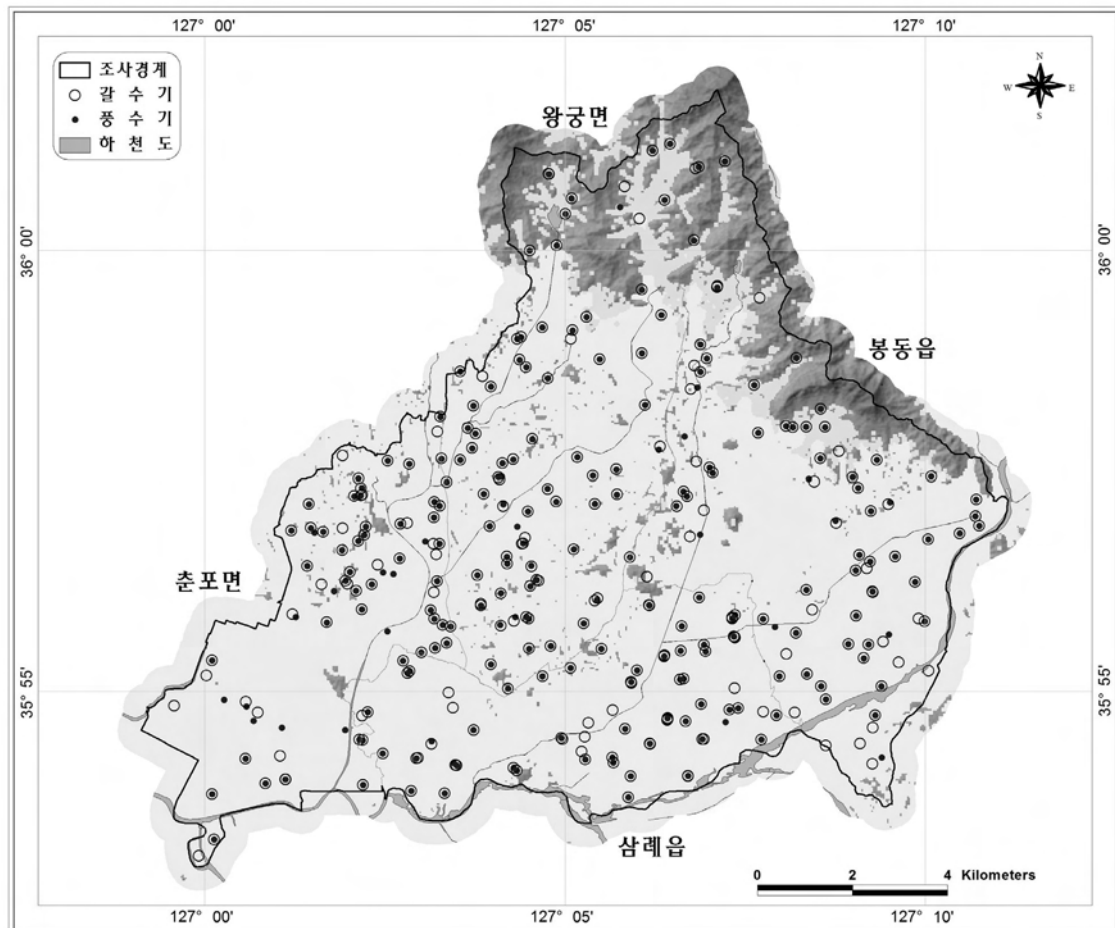 127° 00'
127° 05'
127° 10'
조사경계
갈 수 기
풍 수 기
하 천 도
N
W
E
S
왕궁면
36° 00'
36° 00'
봉동읍
춘포면
35° 55'
35° 55'
삼례읍
0 2 4 Kilometers
127° 00'
127° 05'
127° 10'